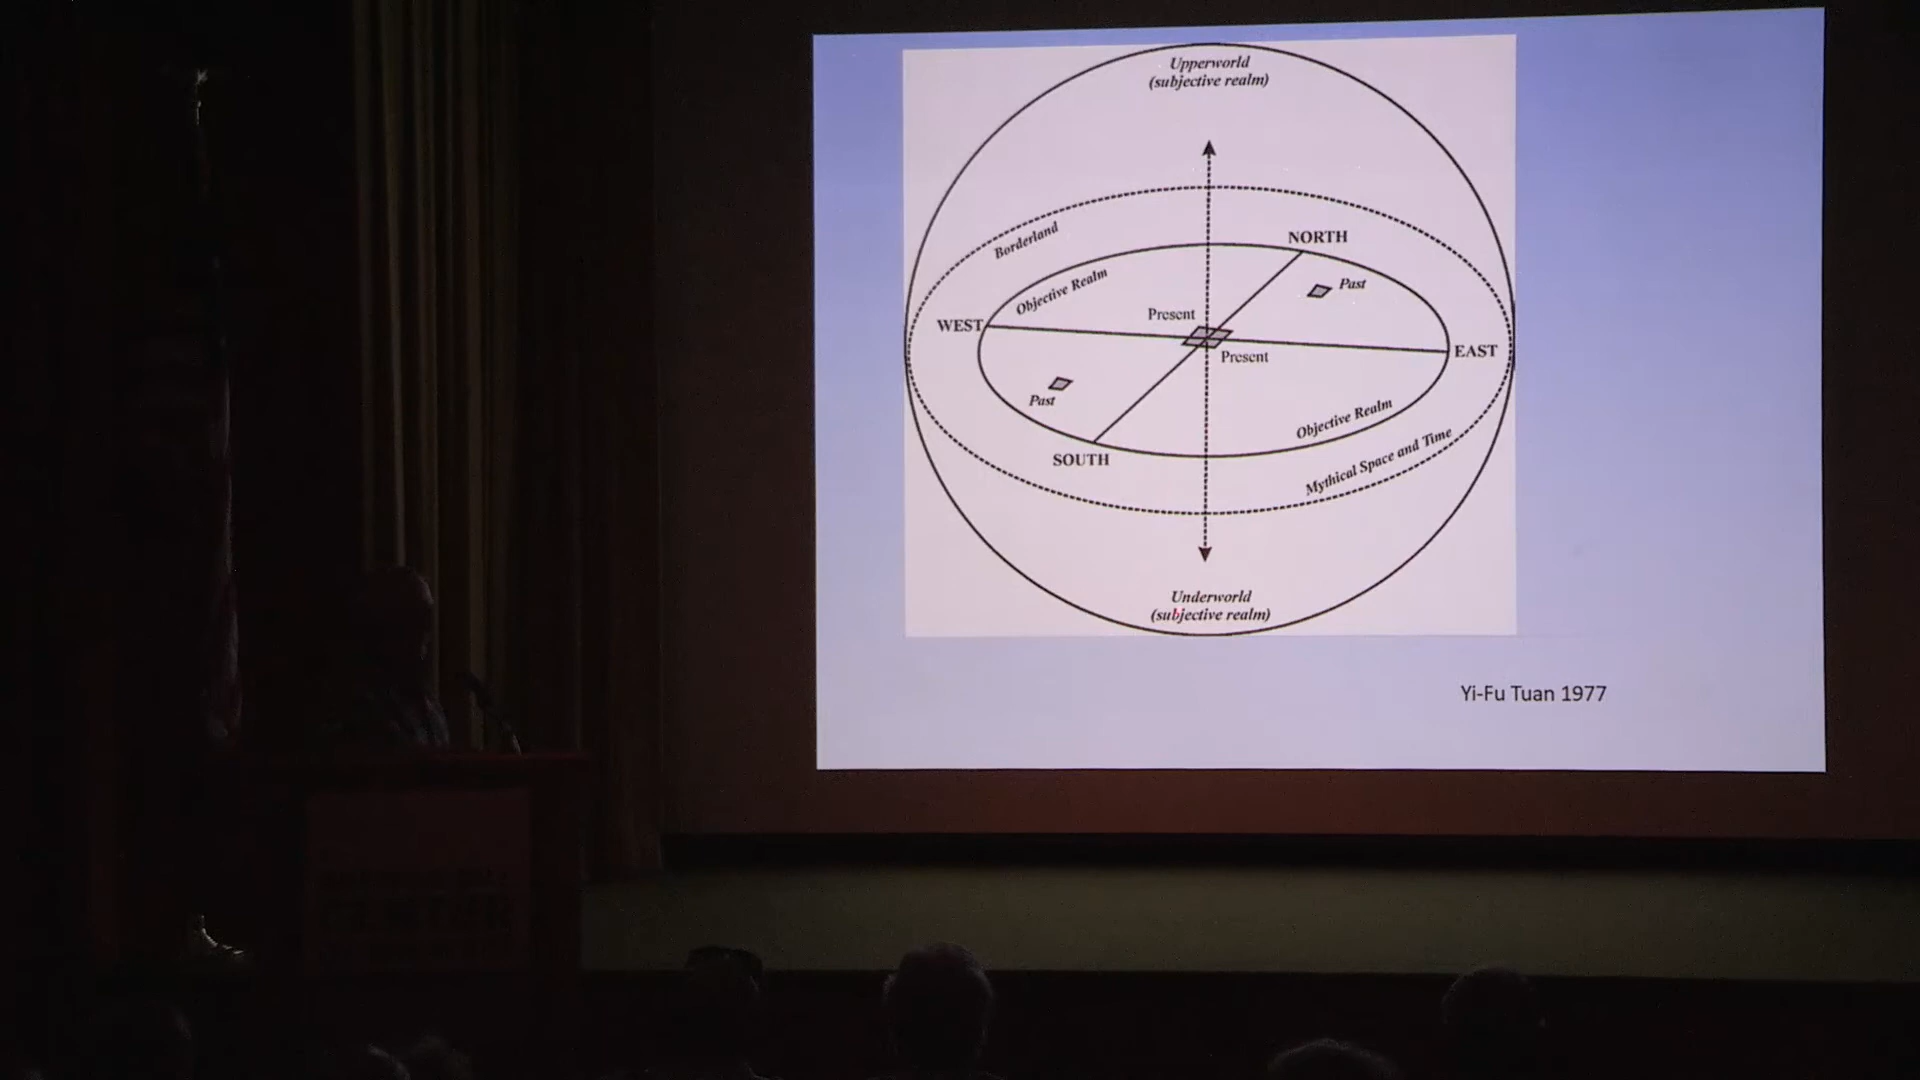 Upperworld
(subjective realm)
Borderland
NORTH
Objective Realm
Past
Present
WEST
Present
EAST
Past
Objective Realm
Mythical Space and Time
SOUTH
Underworld
(subjective realm)
Yi-Fu Tuan 1977